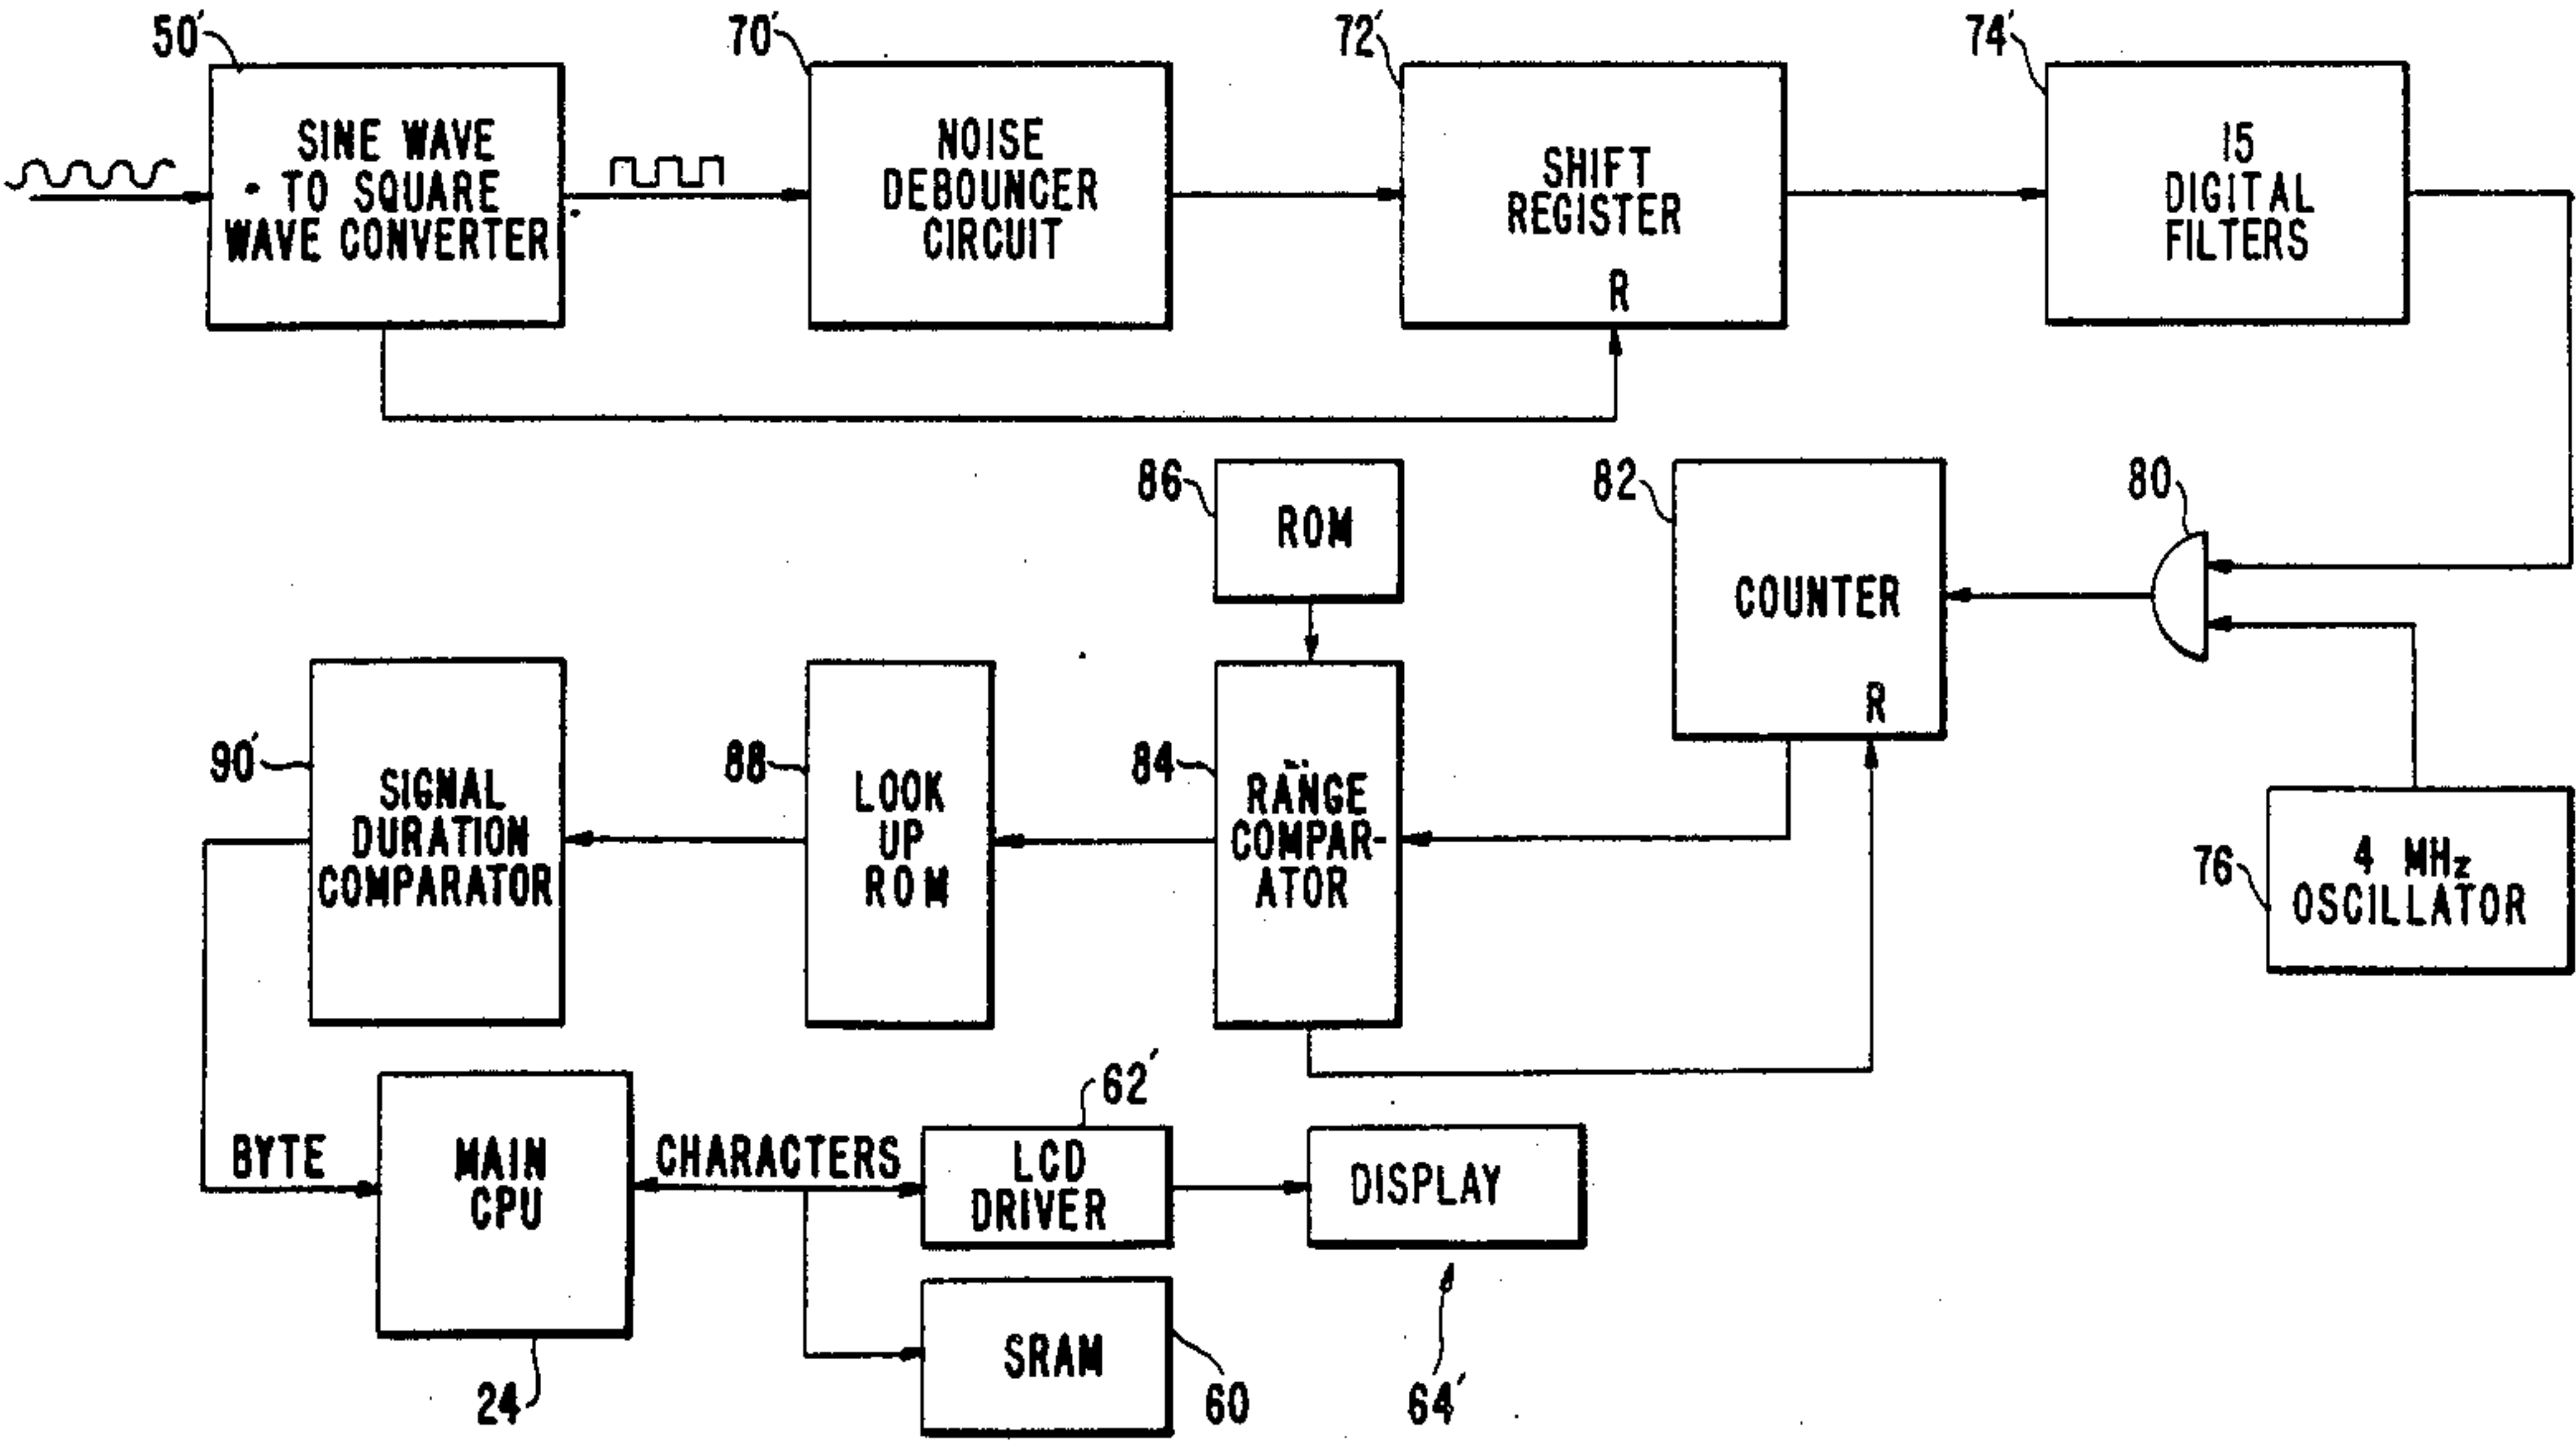 50′
70′
72′
74′
SINE WAVE
TO SQUARE
WAVE CONVERTER
NOISE
DEBOUNCER
CIRCUIT
SHIFT
REGISTER
R
15
DIGITAL
FILTERS
86
ROM
82
COUNTER
R
80
90′
SIGNAL
DURATION
COMPARATOR
88
LOOK
UP
ROM
84
RANGE
COMPAR-
ATOR
76
4 MHz
OSCILLATOR
BYTE
MAIN
CPU
24
CHARACTERS
62′
LCD
DRIVER
DISPLAY
64′
SRAM
60